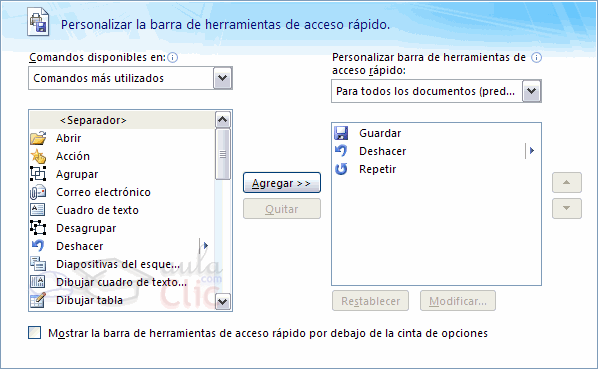 Personalizar la barra de herramientas de acceso rápido.
Comandos disponibles en:
Comandos más utilizados
<Separador>
Abrir
Acción
Agrupar
Correo electrónico
Cuadro de texto
Desagrupar
Deshacer
Diapositivas del esque...
Dibujar cuadro de texto...
Dibujar tabla
aula
.com
Clic
Agregar >>
Quitar
Personalizar barra de herramientas de
acceso rápido:
Para todos los documentos (pred...
Guardar
Deshacer
Repetir
Restablecer
Modificar...
Mostrar la barra de herramientas de acceso rápido por debajo de la cinta de opciones